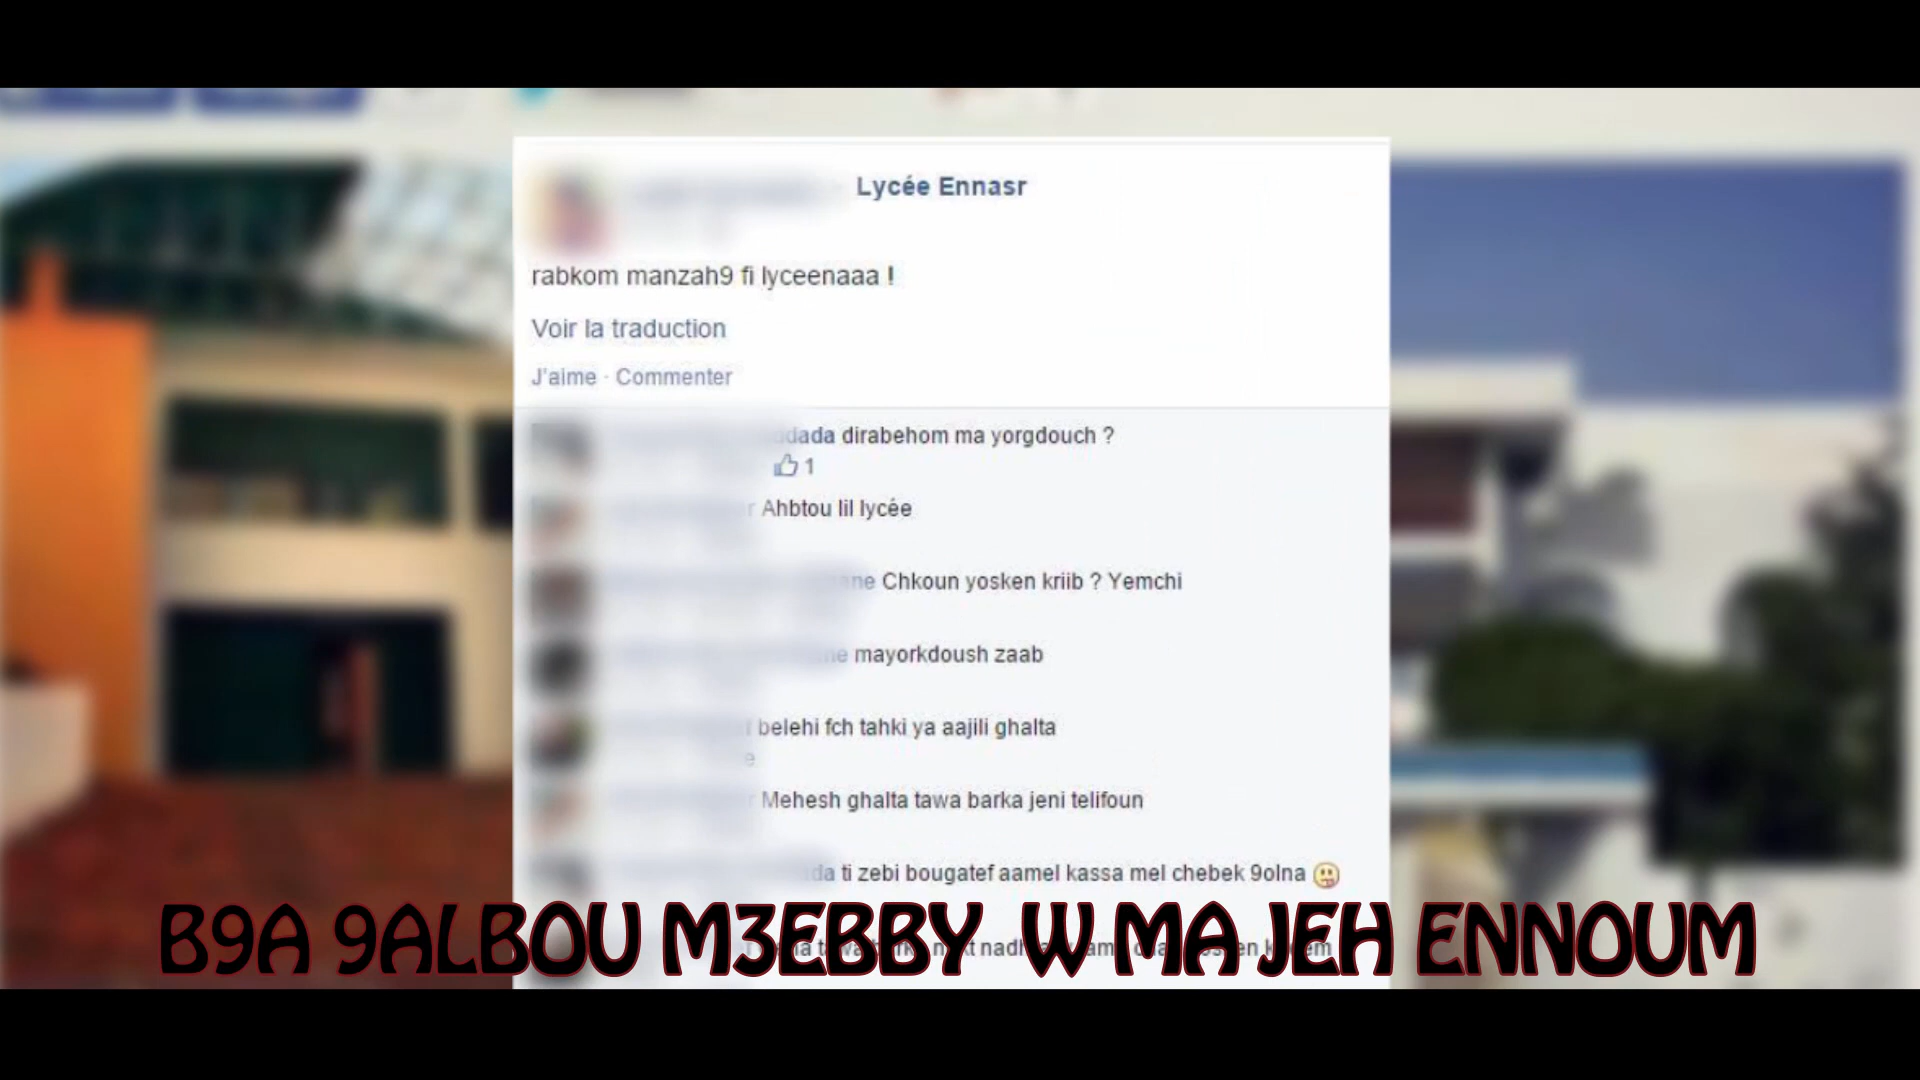 Lycée Ennasr
rabkom manzah9 fi lyceenaaa !
Voir la traduction
J'aime · Commenter
dada dirabehom ma yorgdouch ?
1
r Ahbtou lil lycée
ne Chkoun yosken kriib ? Yemchi
ne mayorkdoush zaab
t belehi fch tahki ya aajili ghalta
e
r Mehesh ghalta tawa barka jeni telifoun
da ti zebi bougatef aamel kassa mel chebek 9olna
B9A 9ALBOU M3EBBY W MA JEH ENNOUM